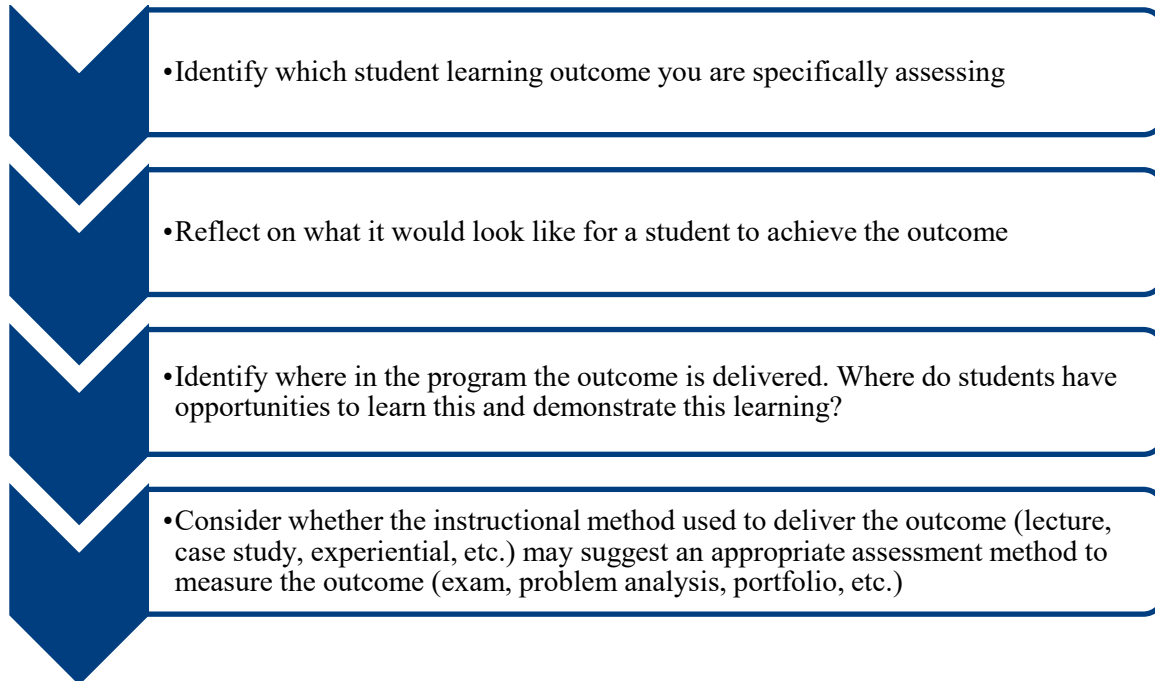 •Identify which student learning outcome you are specifically assessing
•Reflect on what it would look like for a student to achieve the outcome
•Identify where in the program the outcome is delivered. Where do students have
opportunities to learn this and demonstrate this learning?
•Consider whether the instructional method used to deliver the outcome (lecture,
case study, experiential, etc.) may suggest an appropriate assessment method to
measure the outcome (exam, problem analysis, portfolio, etc.)